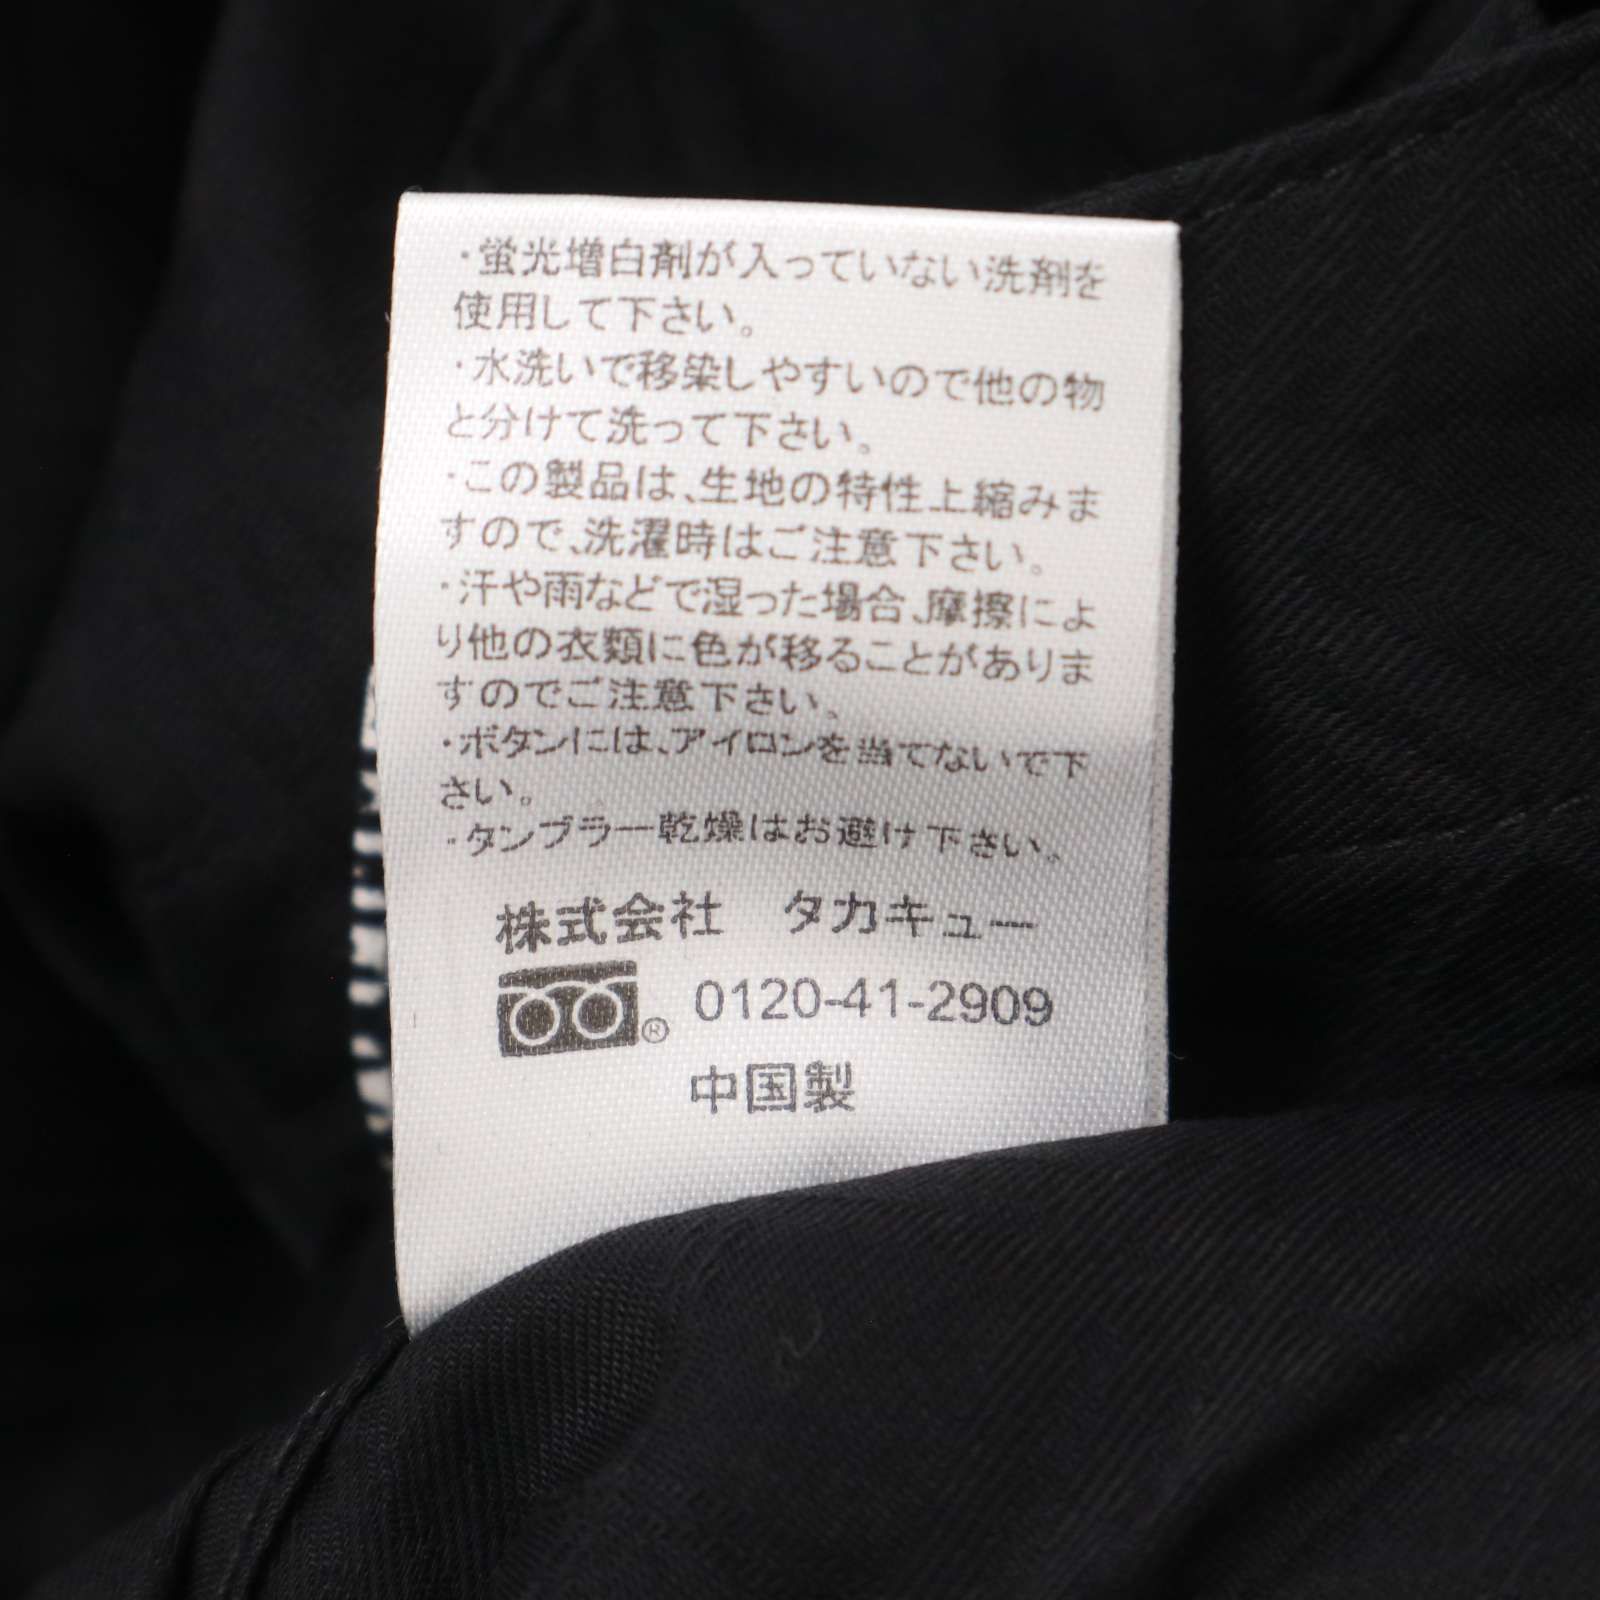 ・蛍光増白剤が入っていない洗剤を
使用して下さい。
・水洗いで移染しやすいので他の物
と分けて洗って下さい。
・この製品は、生地の特性上縮みま
すので、洗濯時はご注意下さい。
・汗や雨などで湿った場合、摩擦によ
り他の衣類に色が移ることがありま
すのでご注意下さい。
・ボタンには、アイロンを当てないで下
さい。
・タンブラー乾燥はお避け下さい。
株式会社　タカキュー
® 0120-41-2909
中国製